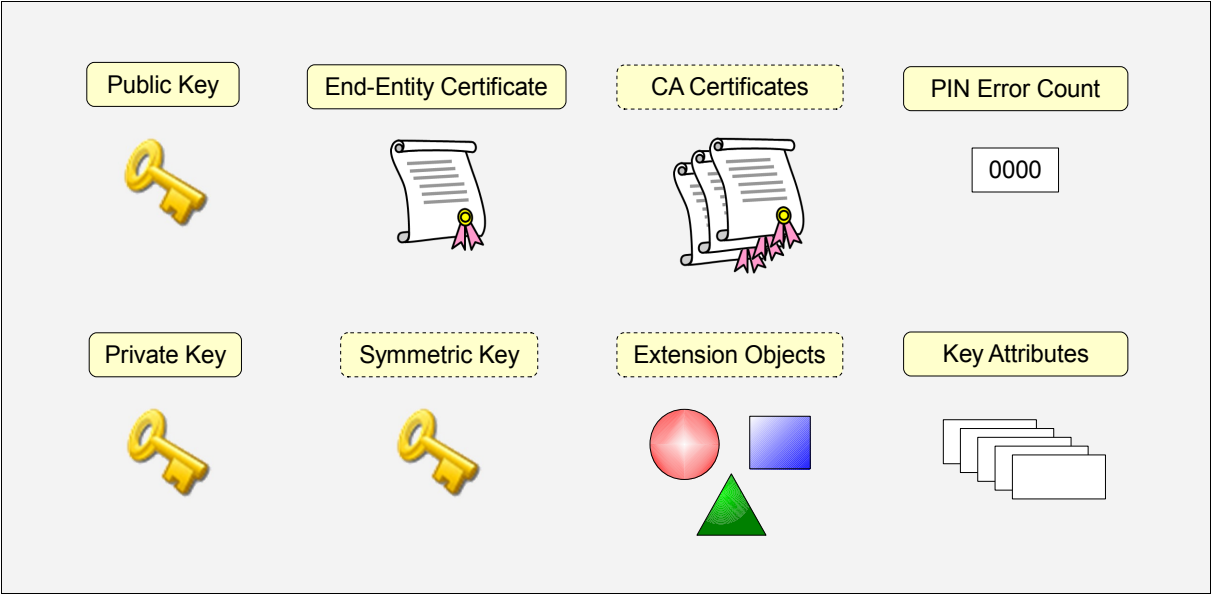 Public Key
End-Entity Certificate
CA Certificates
PIN Error Count
0000
Private Key
Symmetric Key
Extension Objects
Key Attributes